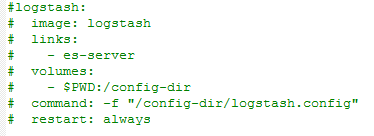 #logstash:
#  image: logstash
#  links:
#    - es-server
#  volumes:
#    - $PWD:/config-dir
#  command: -f "/config-dir/logstash.config"
#  restart: always